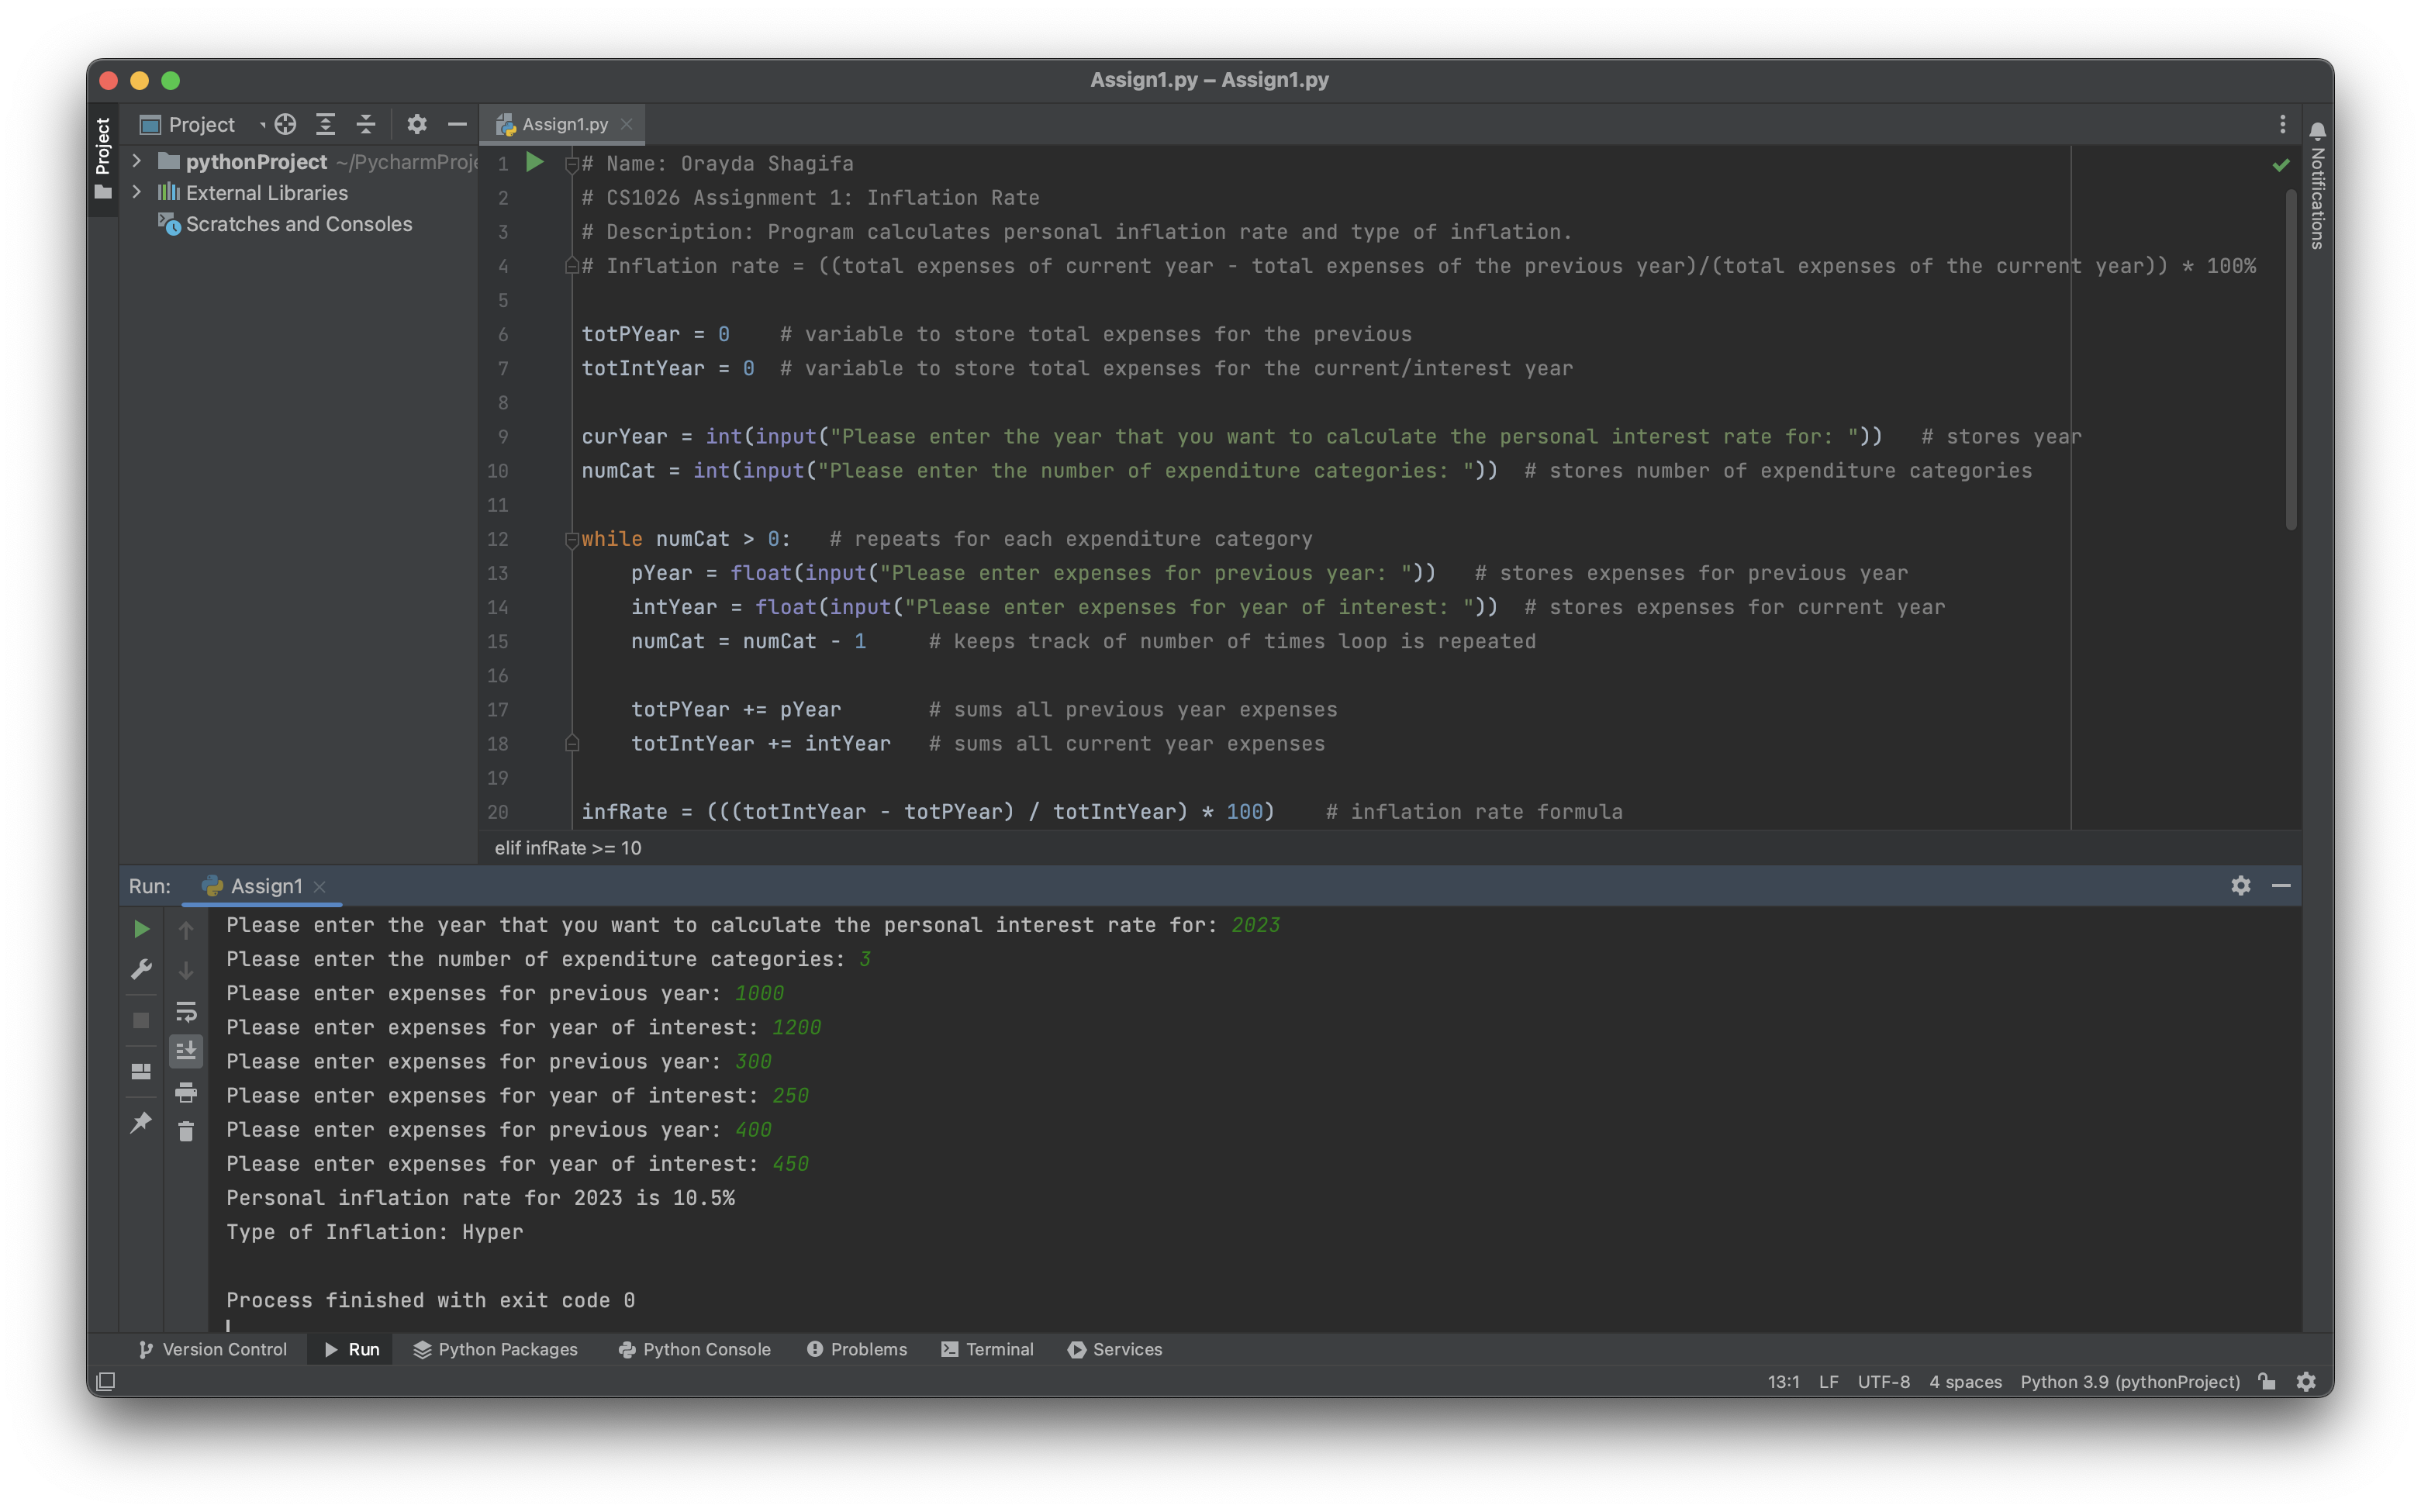 Assign1.py – Assign1.py
Project
Project
Assign1.py
pythonProject ~/PycharmProje
External Libraries
Scratches and Consoles
Notifications
1 # Name: Orayda Shagifa
2 # CS1026 Assignment 1: Inflation Rate
3 # Description: Program calculates personal inflation rate and type of inflation.
4 # Inflation rate = ((total expenses of current year - total expenses of the previous year)/(total expenses of the current year)) * 100%
5
6 totPYear = 0    # variable to store total expenses for the previous
7 totIntYear = 0  # variable to store total expenses for the current/interest year
8
9 curYear = int(input("Please enter the year that you want to calculate the personal interest rate for: "))   # stores year
10 numCat = int(input("Please enter the number of expenditure categories: "))  # stores number of expenditure categories
11
12 while numCat > 0:   # repeats for each expenditure category
13     pYear = float(input("Please enter expenses for previous year: "))   # stores expenses for previous year
14     intYear = float(input("Please enter expenses for year of interest: "))  # stores expenses for current year
15     numCat = numCat - 1     # keeps track of number of times loop is repeated
16
17     totPYear += pYear       # sums all previous year expenses
18     totIntYear += intYear   # sums all current year expenses
19
20 infRate = (((totIntYear - totPYear) / totIntYear) * 100)    # inflation rate formula
elif infRate >= 10
Run: Assign1
Please enter the year that you want to calculate the personal interest rate for: 2023
Please enter the number of expenditure categories: 3
Please enter expenses for previous year: 1000
Please enter expenses for year of interest: 1200
Please enter expenses for previous year: 300
Please enter expenses for year of interest: 250
Please enter expenses for previous year: 400
Please enter expenses for year of interest: 450
Personal inflation rate for 2023 is 10.5%
Type of Inflation: Hyper
Process finished with exit code 0
Version Control Run Python Packages Python Console Problems Terminal Services
13:1 LF UTF-8 4 spaces Python 3.9 (pythonProject)